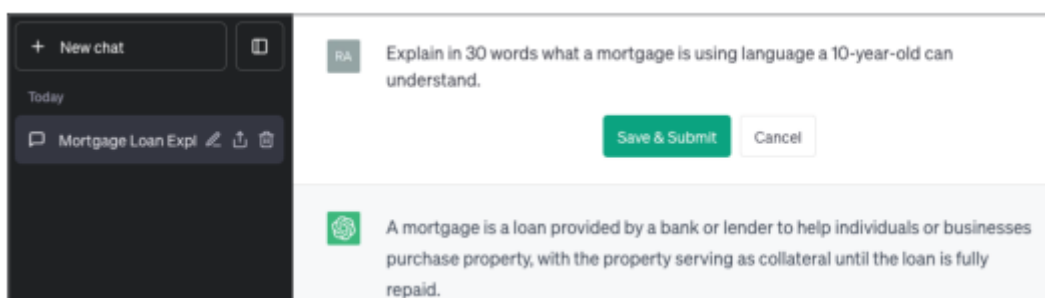 + New chat
Today
Mortgage Loan Expl
RA
Explain in 30 words what a mortgage is using language a 10-year-old can
understand.
Save & Submit
Cancel
A mortgage is a loan provided by a bank or lender to help individuals or businesses
purchase property, with the property serving as collateral until the loan is fully
repaid.